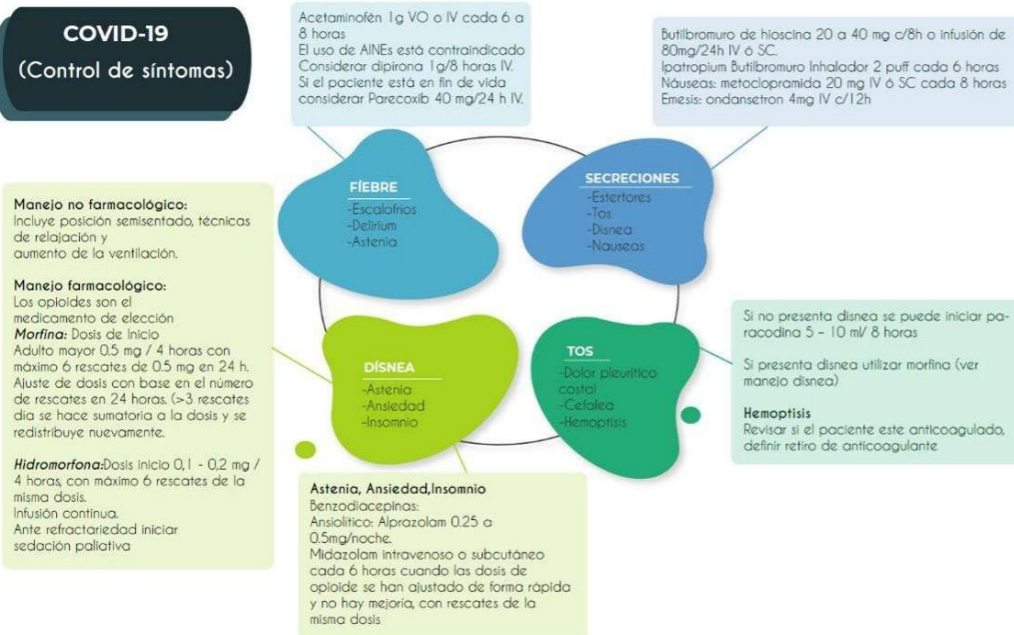 COVID-19
(Control de síntomas)
Acetaminofén 1g VO o IV cada 6 a
8 horas
El uso de AINEs está contraindicado
Considerar dipirona 1g/8 horas IV.
Si el paciente está en fin de vida
considerar Parecoxib 40 mg/24 h IV.
Butilbromuro de hioscina 20 a 40 mg c/8h o infusión de
80mg/24h IV ó SC.
Ipatropium Butilbromuro Inhalador 2 puff cada 6 horas
Náuseas: metoclopramida 20 mg IV ó SC cada 8 horas
Emesis: ondansetron 4mg IV c/12h
FÍEBRE
-Escalofríos
-Delirium
-Astenia
SECRECIONES
-Estertores
-Tos
-Disnea
-Nauseas
Manejo no farmacológico:
Incluye posición semisentado, técnicas
de relajación y
aumento de la ventilación.
Manejo farmacológico:
Los opioides son el
medicamento de elección
Morfina: Dosis de Inicio
Adulto mayor 0.5 mg / 4 horas con
máximo 6 rescates de 0.5 mg en 24 h.
Ajuste de dosis con base en el número
de rescates en 24 horas. (>3 rescates
día se hace sumatoria a la dosis y se
redistribuye nuevamente.
Hidromorfona:Dosis Inicio 0,1 - 0,2 mg /
4 horas, con máximo 6 rescates de la
misma dosis.
Infusión continua.
Ante refractariedad iniciar
sedación paliativa
DÍSNEA
-Astenia
-Ansiedad
-Insomnio
TOS
-Dolor pleurítico
costal
-Cefalea
-Hemoptisis
Si no presenta disnea se puede iniciar pa-
racodina 5 - 10 ml/ 8 horas
Si presenta disnea utilizar morfina (ver
manejo disnea)
Hemoptisis
Revisar si el paciente este anticoagulado,
definir retiro de anticoagulante
Astenia, Ansiedad,Insomnio
Benzodiacepinas:
Ansiolítico: Alprazolam 0.25 a
0.5mg/noche.
Midazolam intravenoso o subcutáneo
cada 6 horas cuando las dosis de
opioide se han ajustado de forma rápida
y no hay mejoría, con rescates de la
misma dosis